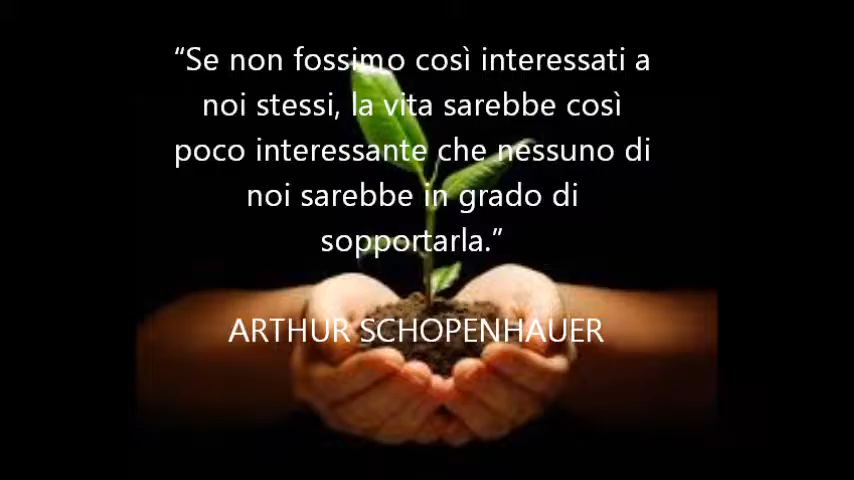 “Se non fossimo così interessati a
noi stessi, la vita sarebbe così
poco interessante che nessuno di
noi sarebbe in grado di
sopportarla.”
ARTHUR SCHOPENHAUER